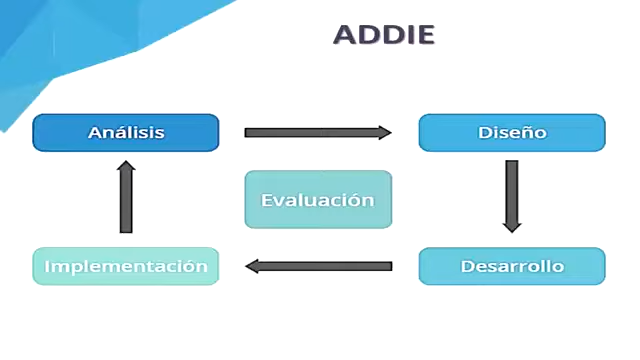 ADDIE
Análisis
Diseño
Evaluación
Implementación
Desarrollo